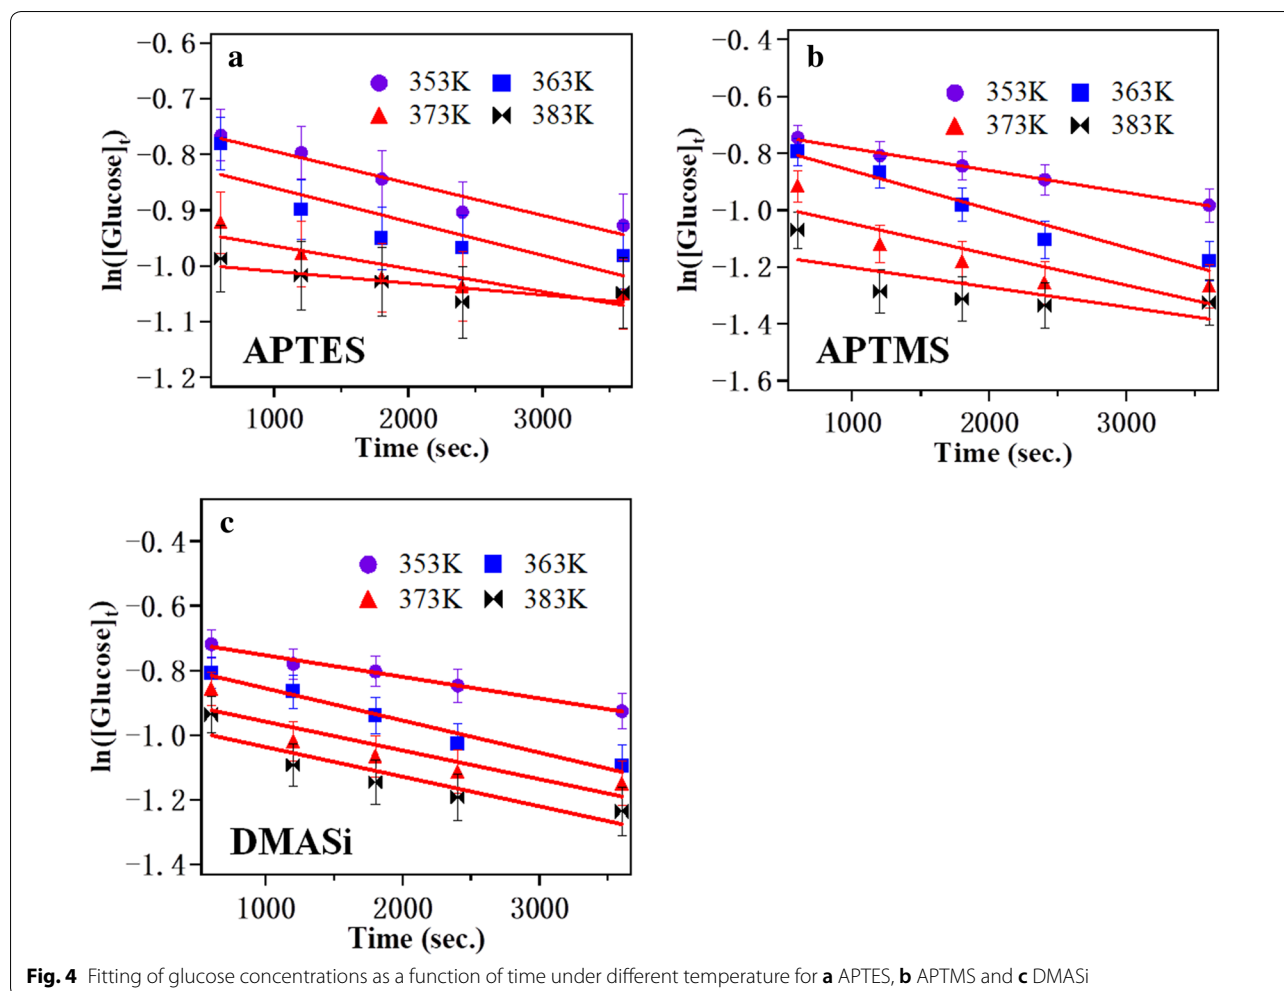 a
−0.6
−0.7
−0.8
−0.9
−1.0
−1.1
−1.2
ln([Glucose]t)
353K 363K
373K 383K
APTES
1000 2000 3000
Time (sec.)
b
−0.4
−0.6
−0.8
−1.0
−1.2
−1.4
−1.6
ln([Glucose]t)
353K 363K
373K 383K
APTMS
1000 2000 3000
Time (sec.)
c
−0.4
−0.6
−0.8
−1.0
−1.2
−1.4
ln([Glucose]t)
353K 363K
373K 383K
DMASi
1000 2000 3000
Time (sec.)
Fig. 4 Fitting of glucose concentrations as a function of time under different temperature for a APTES, b APTMS and c DMASi